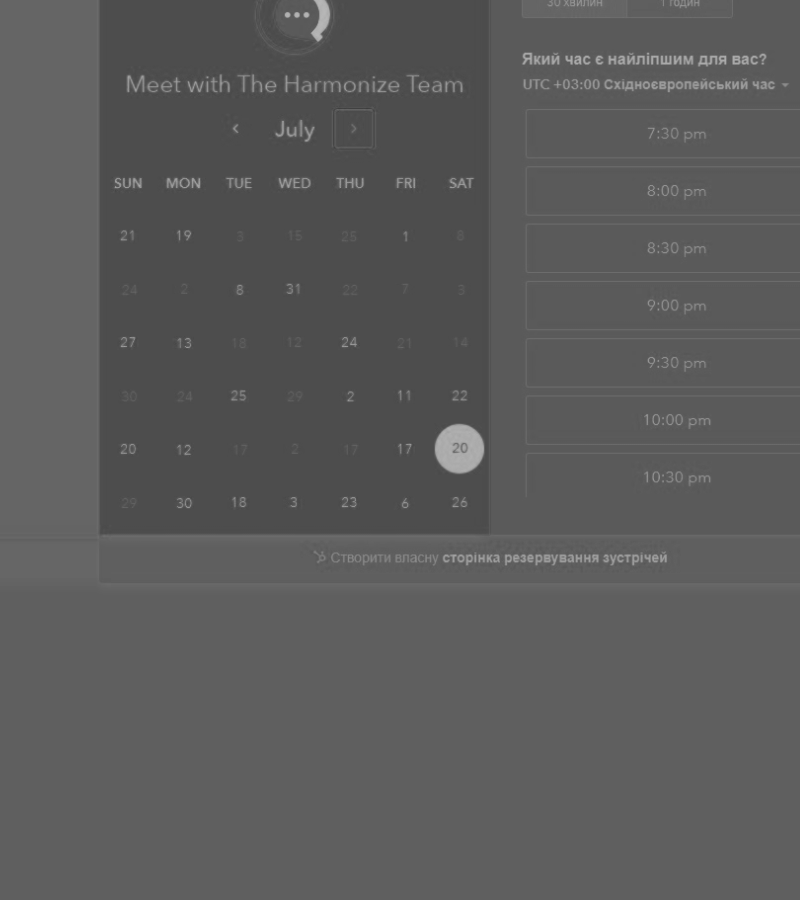 30 хвилин 1 годин
Meet with The Harmonize Team
July
SUN MON TUE WED THU FRI SAT
21 19 3 15 25 1 8
24 2 8 31 22 7 3
27 13 18 12 24 21 14
30 24 25 29 2 11 22
20 12 17 2 17 17 20
29 30 18 3 23 6 26
Який час є найліпшим для вас?
UTC +03:00 Східноєвропейський час
7:30 pm
8:00 pm
8:30 pm
9:00 pm
9:30 pm
10:00 pm
10:30 pm
Створити власну сторінка резервування зустрічей